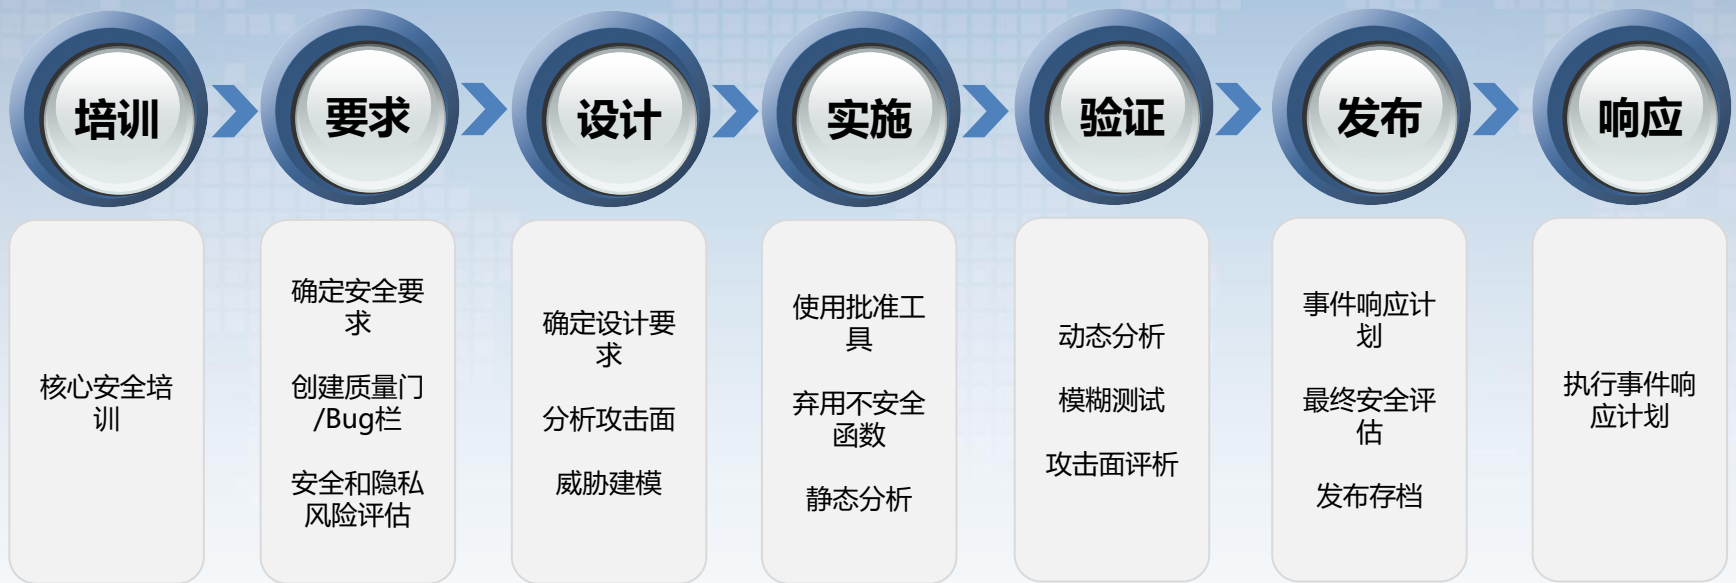 培训
要求
设计
实施
验证
发布
响应
核心安全培
训
确定安全要
求
创建质量门
/Bug栏
安全和隐私
风险评估
确定设计要
求
分析攻击面
威胁建模
使用批准工
具
弃用不安全
函数
静态分析
动态分析
模糊测试
攻击面评析
事件响应计
划
最终安全评
估
发布存档
执行事件响
应计划